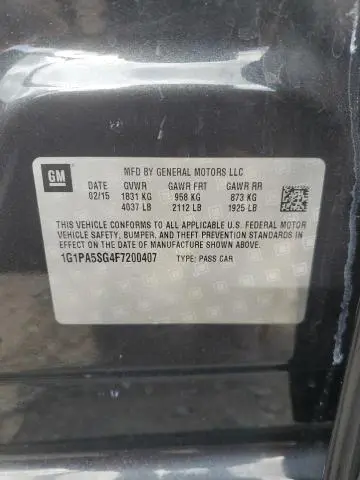 GM
MFD BY GENERAL MOTORS LLC
DATE GVWR GAWR FRT GAWR RR
02/15 1831 KG 958 KG 873 KG
4037 LB 2112 LB 1925 LB
THIS VEHICLE CONFORMS TO ALL APPLICABLE U.S. FEDERAL MOTOR
VEHICLE SAFETY, BUMPER, AND THEFT PREVENTION STANDARDS IN
EFFECT ON THE DATE OF MANUFACTURE SHOWN ABOVE.
1G1PA5SG4F7200407 TYPE: PASS CAR